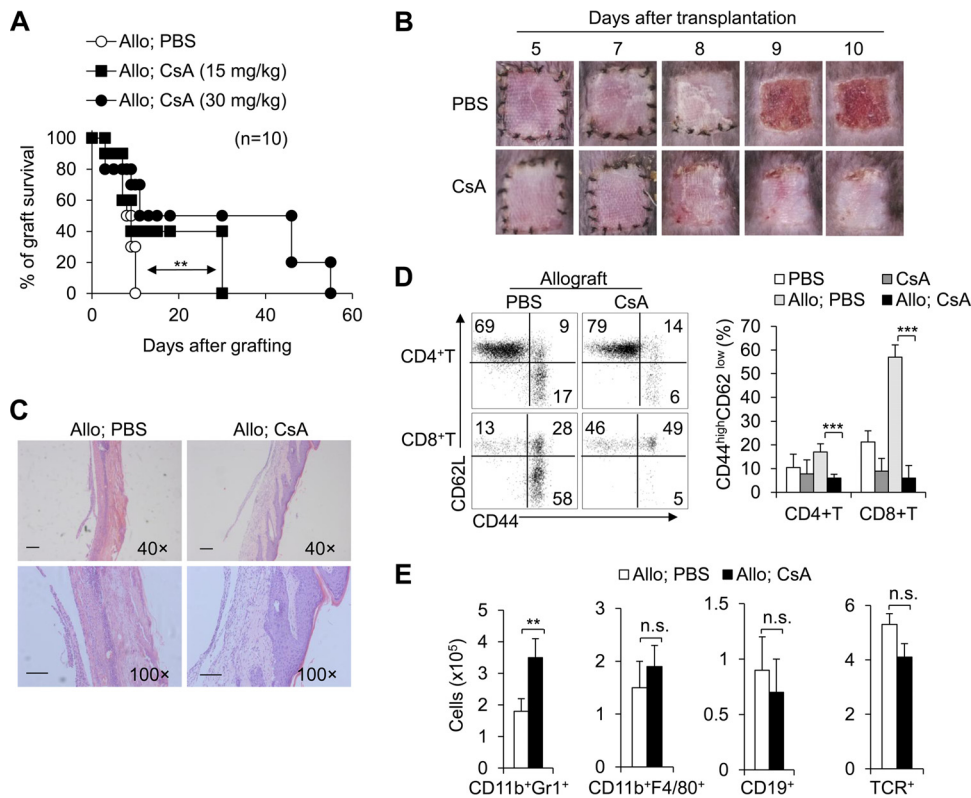 A
Allo; PBS
Allo; CsA (15 mg/kg)
Allo; CsA (30 mg/kg)
(n=10)
100
80
60
40
20
0
% of graft survival
**
0 20 40 60
Days after grafting
B
Days after transplantation
5 7 8 9 10
PBS
CsA
C
Allo; PBS Allo; CsA
40× 40×
100× 100×
D
Allograft
PBS CsA
CD4⁺T
69 9 79 14
17 6
CD8⁺T
13 28 46 49
58 5
CD62L
CD44
PBS CsA
Allo; PBS Allo; CsA
70
60
50
40
30
20
10
0
CD44ʰⁱᵍʰCD62 ˡᵒʷ (%)
***
***
CD4+T CD8+T
E
Allo; PBS Allo; CsA
Cells (x10⁵)
5
4
3
2
1
0
**
CD11b⁺Gr1⁺
3
2
1
0
n.s.
CD11b⁺F4/80⁺
1.5
1
0.5
0
n.s.
CD19⁺
6
4
2
0
n.s.
TCR⁺